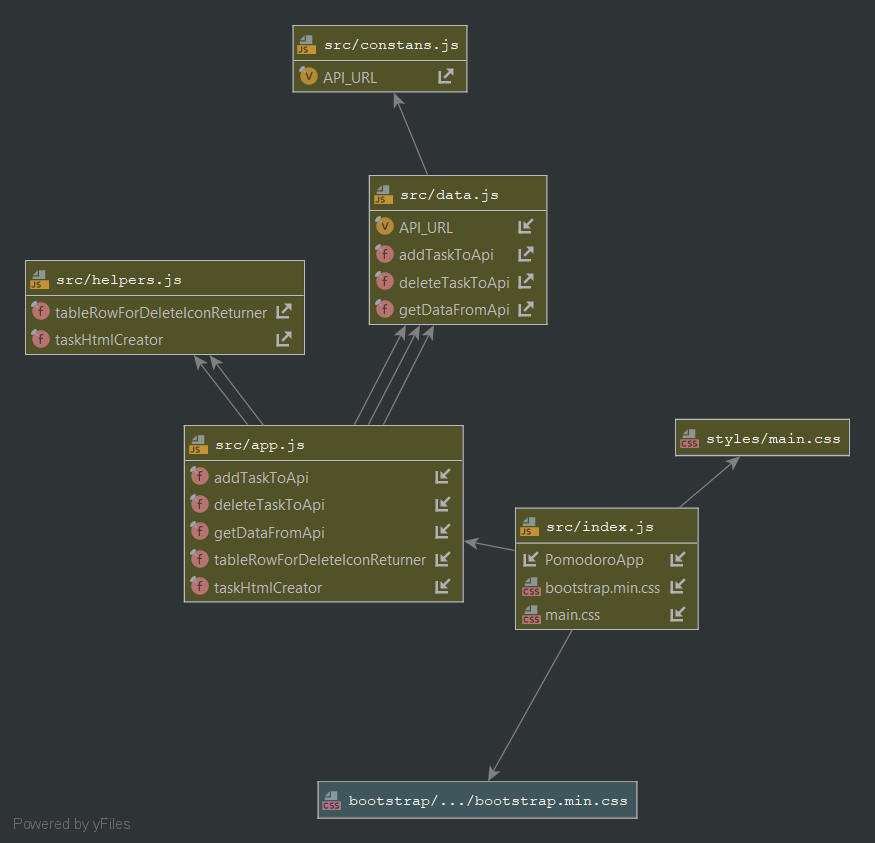 src/constans.js
API_URL
src/data.js
API_URL
addTaskToApi
deleteTaskToApi
getDataFromApi
src/helpers.js
tableRowForDeleteIconReturner
taskHtmlCreator
src/app.js
addTaskToApi
deleteTaskToApi
getDataFromApi
tableRowForDeleteIconReturner
taskHtmlCreator
styles/main.css
src/index.js
PomodoroApp
bootstrap.min.css
main.css
bootstrap/.../bootstrap.min.css
Powered by yFiles